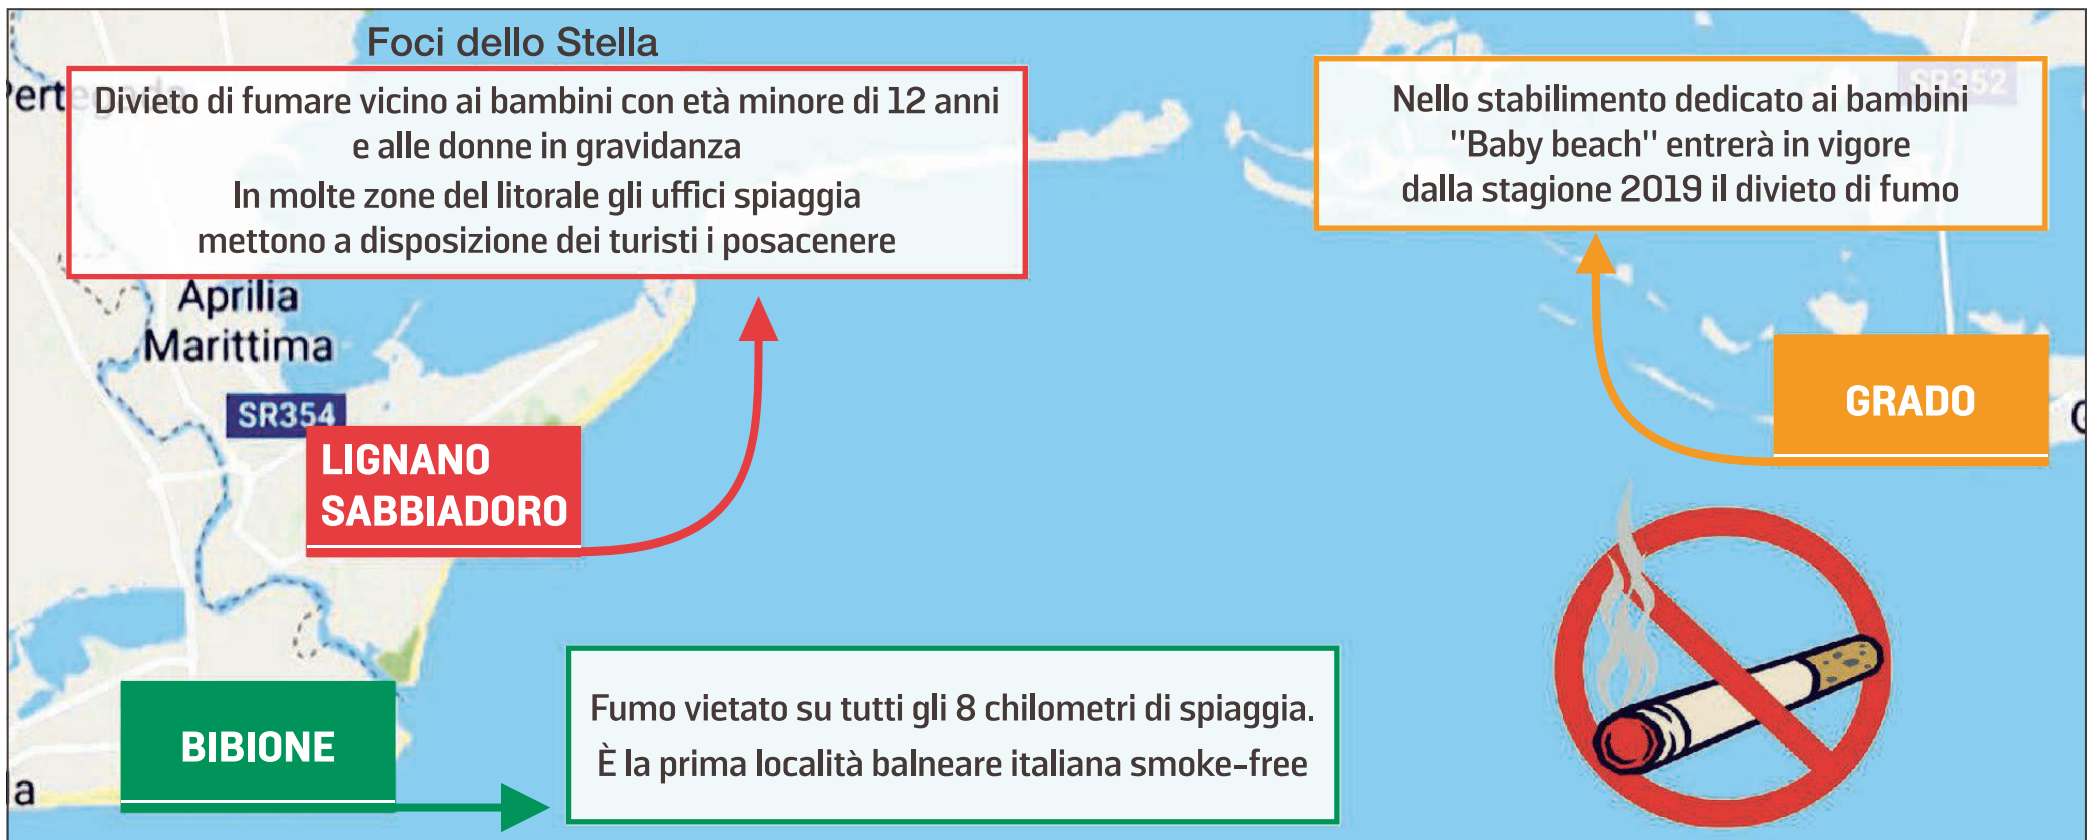 Foci dello Stella
Divieto di fumare vicino ai bambini con età minore di 12 anni
e alle donne in gravidanza
In molte zone del litorale gli uffici spiaggia
mettono a disposizione dei turisti i posacenere
SR352
Nello stabilimento dedicato ai bambini
"Baby beach" entrerà in vigore
dalla stagione 2019 il divieto di fumo
Aprilia
Marittima
SR354
LIGNANO
SABBIADORO
GRADO
BIBIONE
Fumo vietato su tutti gli 8 chilometri di spiaggia.
È la prima località balneare italiana smoke-free